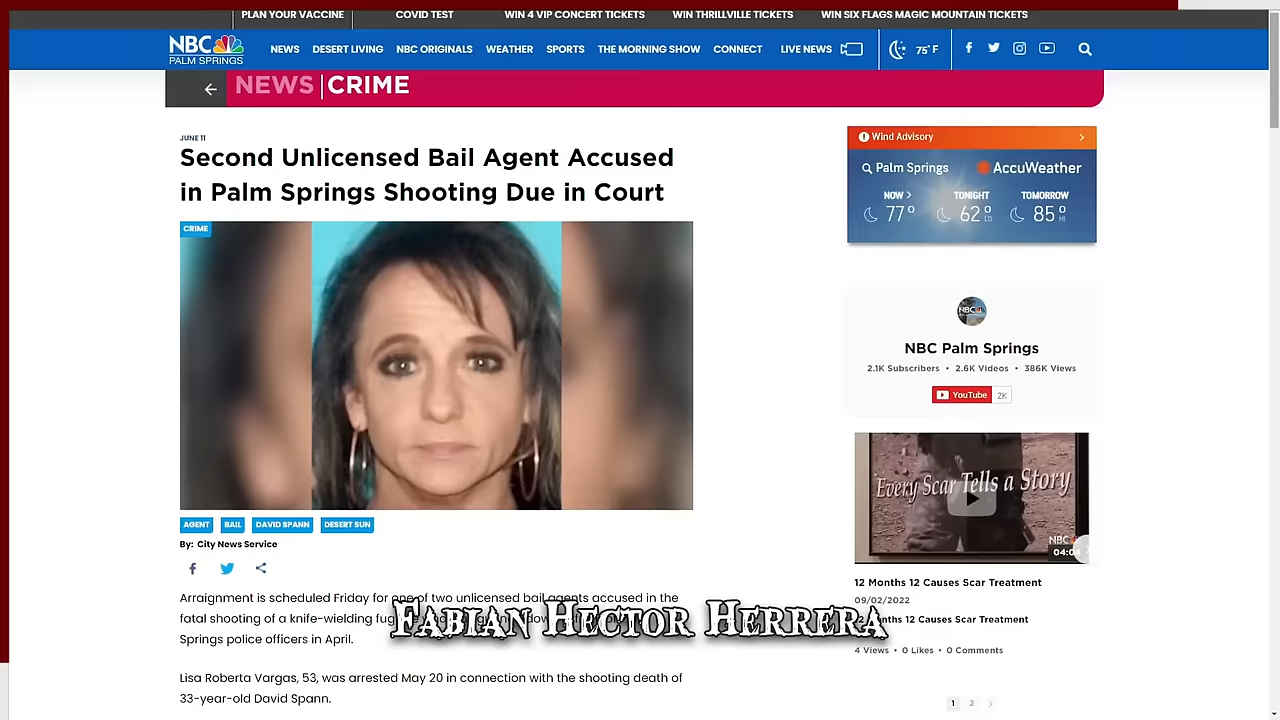 PLAN YOUR VACCINE COVID TEST WIN 4 VIP CONCERT TICKETS WIN THRILLVILLE TICKETS WIN SIX FLAGS MAGIC MOUNTAIN TICKETS
NBC
PALM SPRINGS
NEWS DESERT LIVING NBC ORIGINALS WEATHER SPORTS THE MORNING SHOW CONNECT LIVE NEWS 75°F
NEWS | CRIME
JUNE 11
Second Unlicensed Bail Agent Accused
in Palm Springs Shooting Due in Court
CRIME
AGENT BAIL DAVID SPANN DESERT SUN
By: City News Service
Arraignment is scheduled Friday for one of two unlicensed bail agents accused in the
fatal shooting of a knife-wielding
Springs police officers in April.
FABIAN HECTOR HERRERA
Lisa Roberta Vargas, 53, was arrested May 20 in connection with the shooting death of
33-year-old David Spann.
Wind Advisory
Palm Springs AccuWeather
NOW > TONIGHT TOMORROW
77° 62° LO 85° HI
NBC
NBC Palm Springs
2.1K Subscribers • 2.6K Videos • 386K Views
YouTube 2K
Every Scar Tells a Story
NBC
04:04
12 Months 12 Causes Scar Treatment
09/02/2022
12 Causes Scar Treatment
4 Views • 0 Likes • 0 Comments
1 2 >